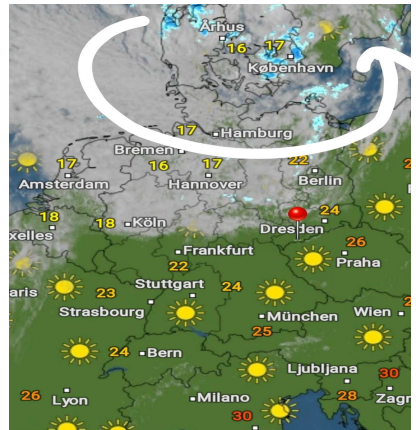 Århus
16
17
København
17
Hamburg
Bremen
17
16
17
22
Amsterdam
Hannover
Berlin
18
18
Köln
24
xelles
Dresden
26
Frankfurt
Praha
22
Stuttgart
24
aris
23
Strasbourg
München
Wien
25
24
Bern
Ljubljana
30
26
Lyon
Milano
28
Zagr
30